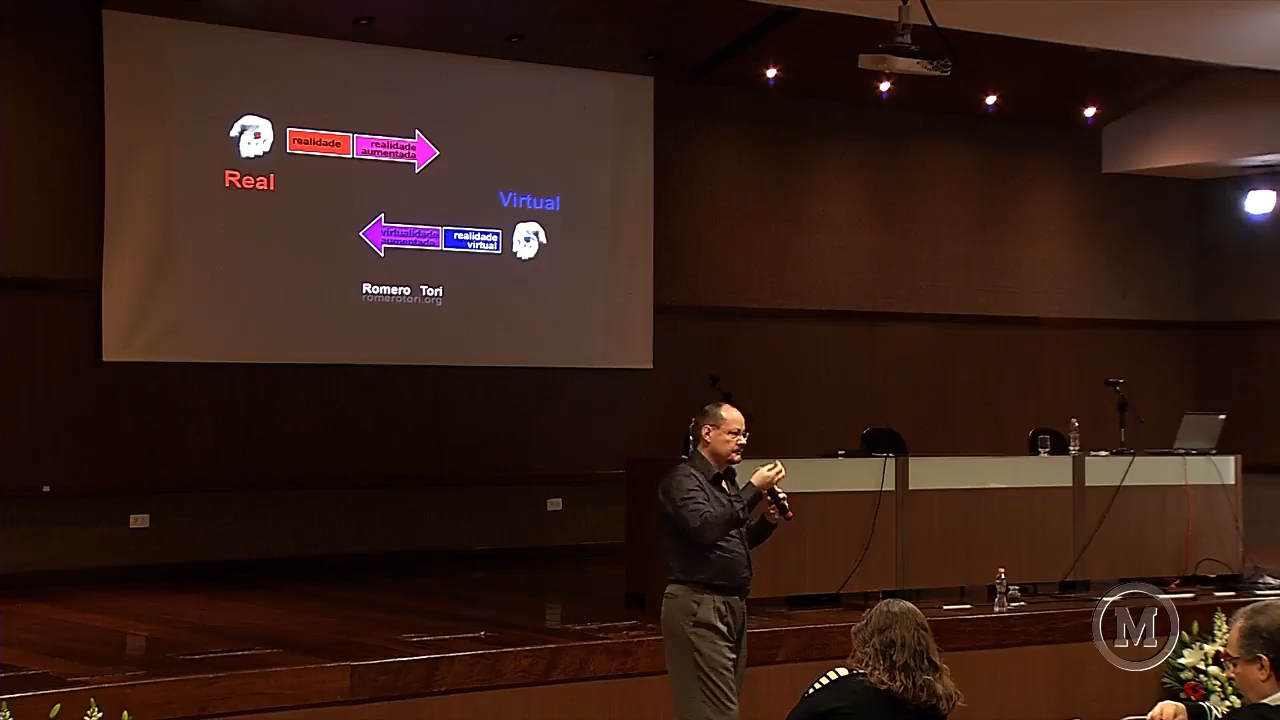 realidade
realidade
aumentada
Real
Virtual
virtualidade
aumentada
realidade
virtual
Romero Tori
romerotori.org
M